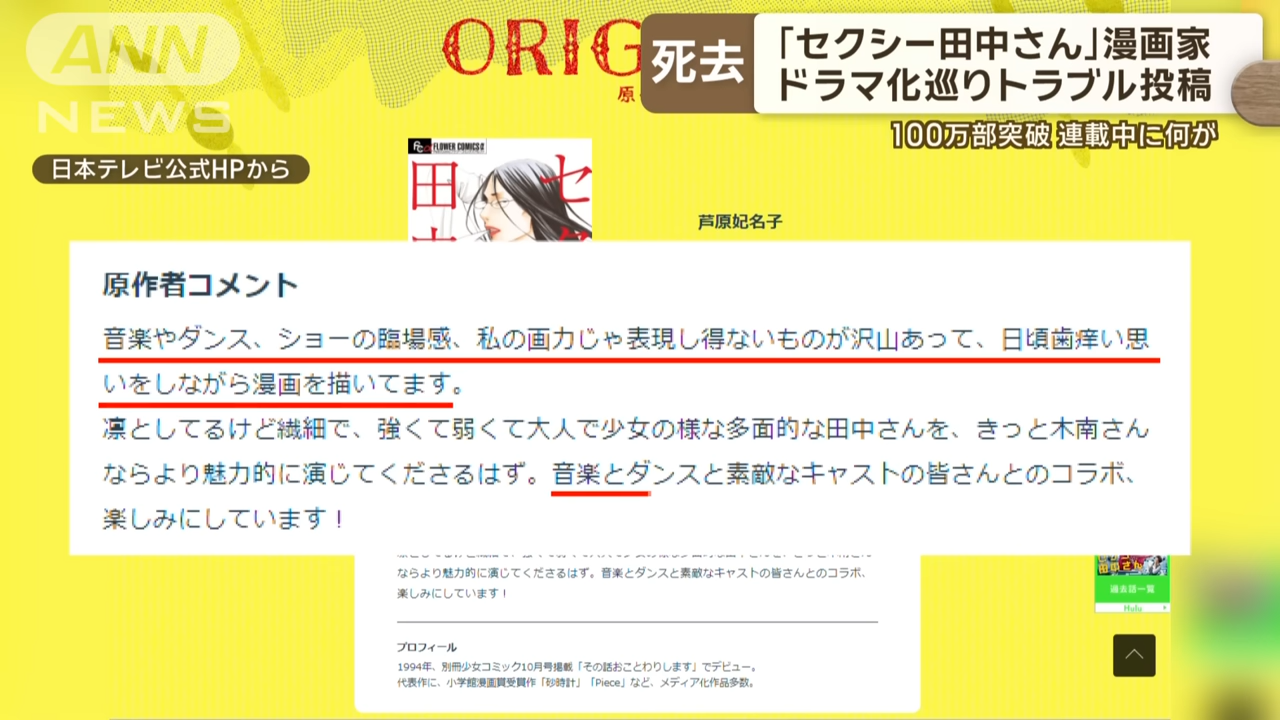 ANN
NEWS
日本テレビ公式HPから
ORIG
原
死去
「セクシー田中さん」漫画家
ドラマ化巡りトラブル投稿
100万部突破 連載中に何が
FLOWER COMICS
田
セ
芦原妃名子
原作者コメント
音楽やダンス、ショーの臨場感、私の画力じゃ表現し得ないものが沢山あって、日頃歯痒い思
いをしながら漫画を描いてます。
凛としてるけど繊細で、強くて弱くて大人で少女の様な多面的な田中さんを、きっと木南さん
ならより魅力的に演じてくださるはず。音楽とダンスと素敵なキャストの皆さんとのコラボ、
楽しみにしています！
ならより魅力的に演じてくださるはず。音楽とダンスと素敵なキャストの皆さんとのコラボ、
楽しみにしています！
プロフィール
1994年、別冊少女コミック10月号掲載「その話おことわりします」でデビュー。
代表作に、小学館漫画賞受賞作「砂時計」「Piece」など、メディア化作品多数。
田中さん
過去話一覧
Hulu